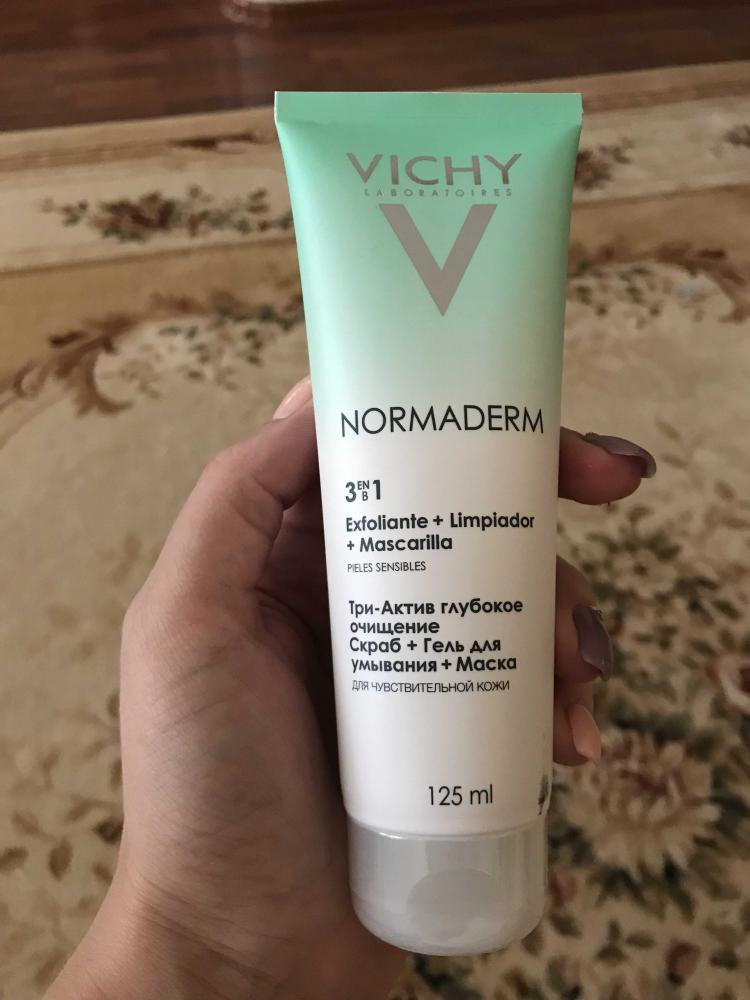 VICHY
LABORATOIRES
V
NORMADERM
3 EN В 1
Exfoliante + Limpiador
+ Mascarilla
PIELES SENSIBLES
Три-Актив глубокое
очищение
Скраб + Гель для
умывания + Маска
ДЛЯ ЧУВСТВИТЕЛЬНОЙ КОЖИ
125 ml